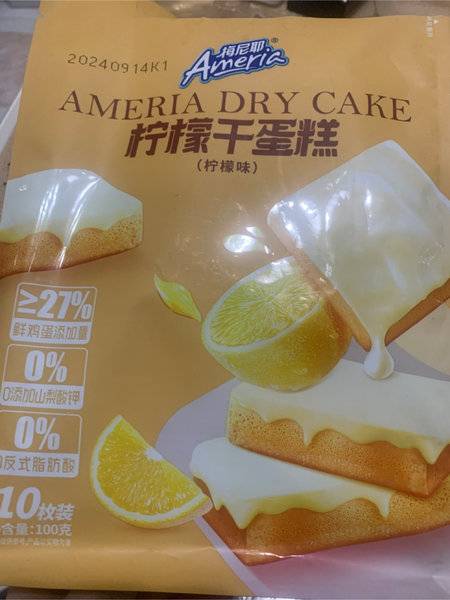 20240914K1
梅尼耶
Ameria
AMERIA DRY CAKE
柠檬干蛋糕
(柠檬味)
≥27%
鲜鸡蛋添加量
0%
0添加山梨酸钾
0%
反式脂肪酸
10枚装
含量:100克